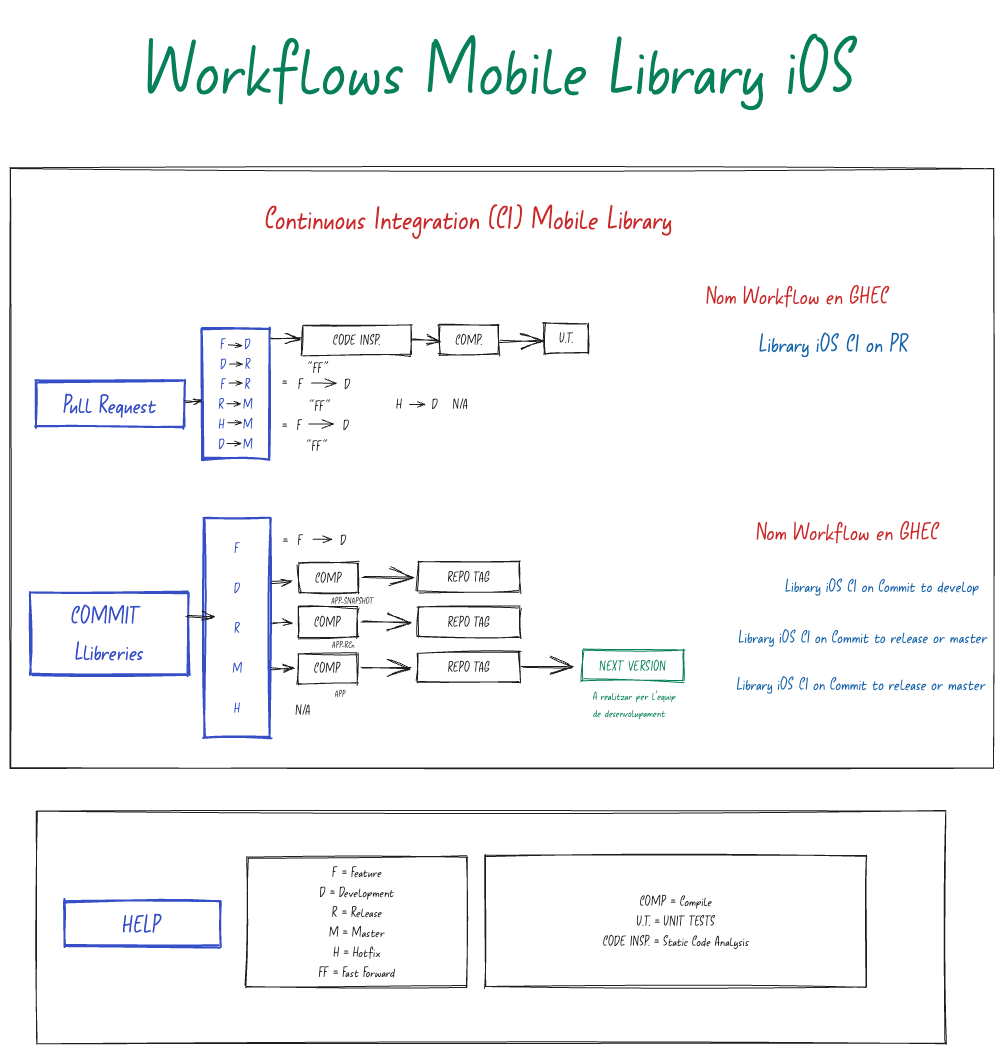 Workflows Mobile Library iOS
Continuous Integration (CI) Mobile Library
Nom Workflow en GHEC
Library iOS CI on PR
Pull Request
F → D
D → R
F → R
R → M
H → M
D → M
CODE INSP.
COMP.
U.T.
"FF"
= F → D
"FF"
H → D N/A
= F → D
"FF"
Nom Workflow en GHEC
COMMIT
LLibreries
F
D
R
M
H
= F → D
COMP
REPO TAG
APP-SNAPSHOT
Library iOS CI on Commit to develop
COMP
REPO TAG
APP-RCn
Library iOS CI on Commit to release or master
COMP
REPO TAG
NEXT VERSION
APP
A realitzar per l'equip
de desenvolupament
Library iOS CI on Commit to release or master
N/A
HELP
F = Feature
D = Development
R = Release
M = Master
H = Hotfix
FF = Fast Forward
COMP = Compile
U.T. = UNIT TESTS
CODE INSP. = Static Code Analysis